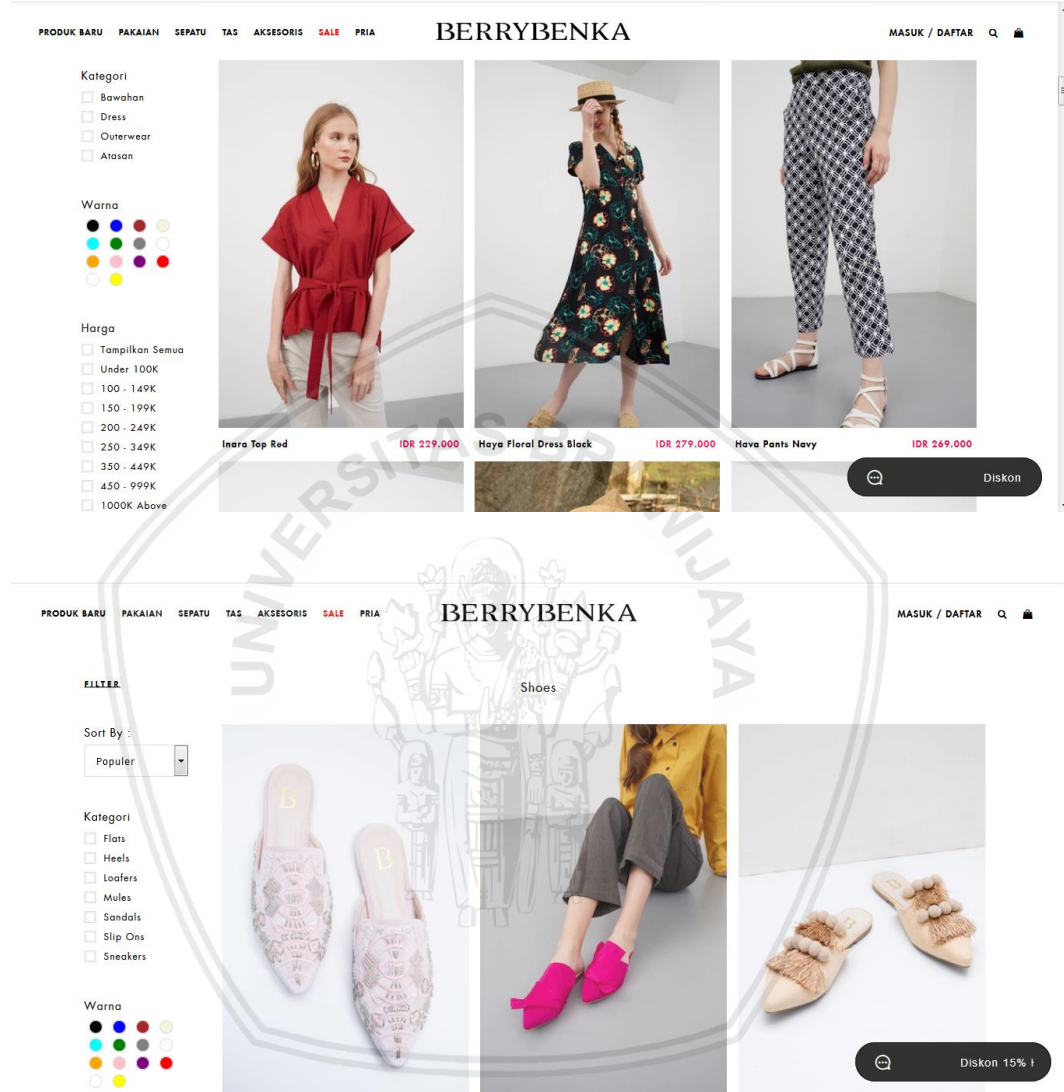 PRODUK BARU PAKAIAN SEPATU TAS AKSESORIS SALE PRIA BERRYBENKA MASUK / DAFTAR
Kategori
Bawahan
Dress
Outerwear
Atasan
Warna
Harga
Tampilkan Semua
Under 100K
100 - 149K
150 - 199K
200 - 249K
250 - 349K
350 - 449K
450 - 999K
1000K Above
Inara Top Red IDR 229.000 Haya Floral Dress Black IDR 279.000 Hava Pants Navy IDR 269.000
Diskon
UNIVERSITAS BRAWIJAYA
PRODUK BARU PAKAIAN SEPATU TAS AKSESORIS SALE PRIA BERRYBENKA MASUK / DAFTAR
FILTER
Shoes
Sort By :
Populer
Kategori
Flats
Heels
Loafers
Mules
Sandals
Slip Ons
Sneakers
Warna
B
B
B
Diskon 15%